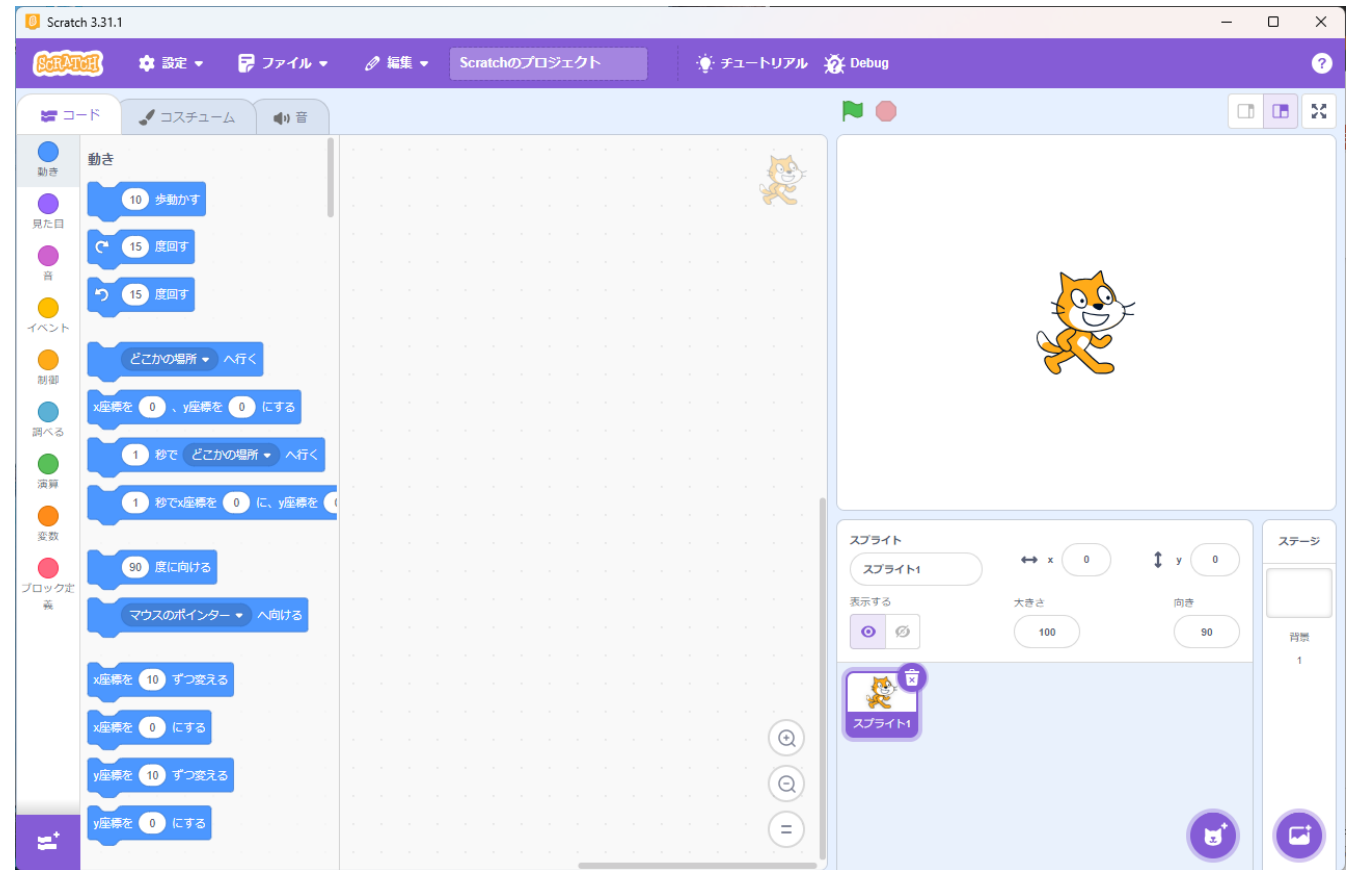 Scratch 3.31.1
SCRATCH 設定 ファイル 編集 Scratchのプロジェクト チュートリアル Debug ?
コード コスチューム 音
動き
見た目
音
イベント
制御
調べる
演算
変数
ブロック定
義
動き
10 歩動かす
15 度回す
15 度回す
どこかの場所 へ行く
x座標を 0 、y座標を 0 にする
1 秒で どこかの場所 へ行く
1 秒でx座標を 0 に、y座標を
90 度に向ける
マウスのポインター へ向ける
x座標を 10 ずつ変える
x座標を 0 にする
y座標を 10 ずつ変える
y座標を 0 にする
スプライト
スプライト1 x 0 y 0
表示する 大きさ 向き
100 90
スプライト1
ステージ
背景
1